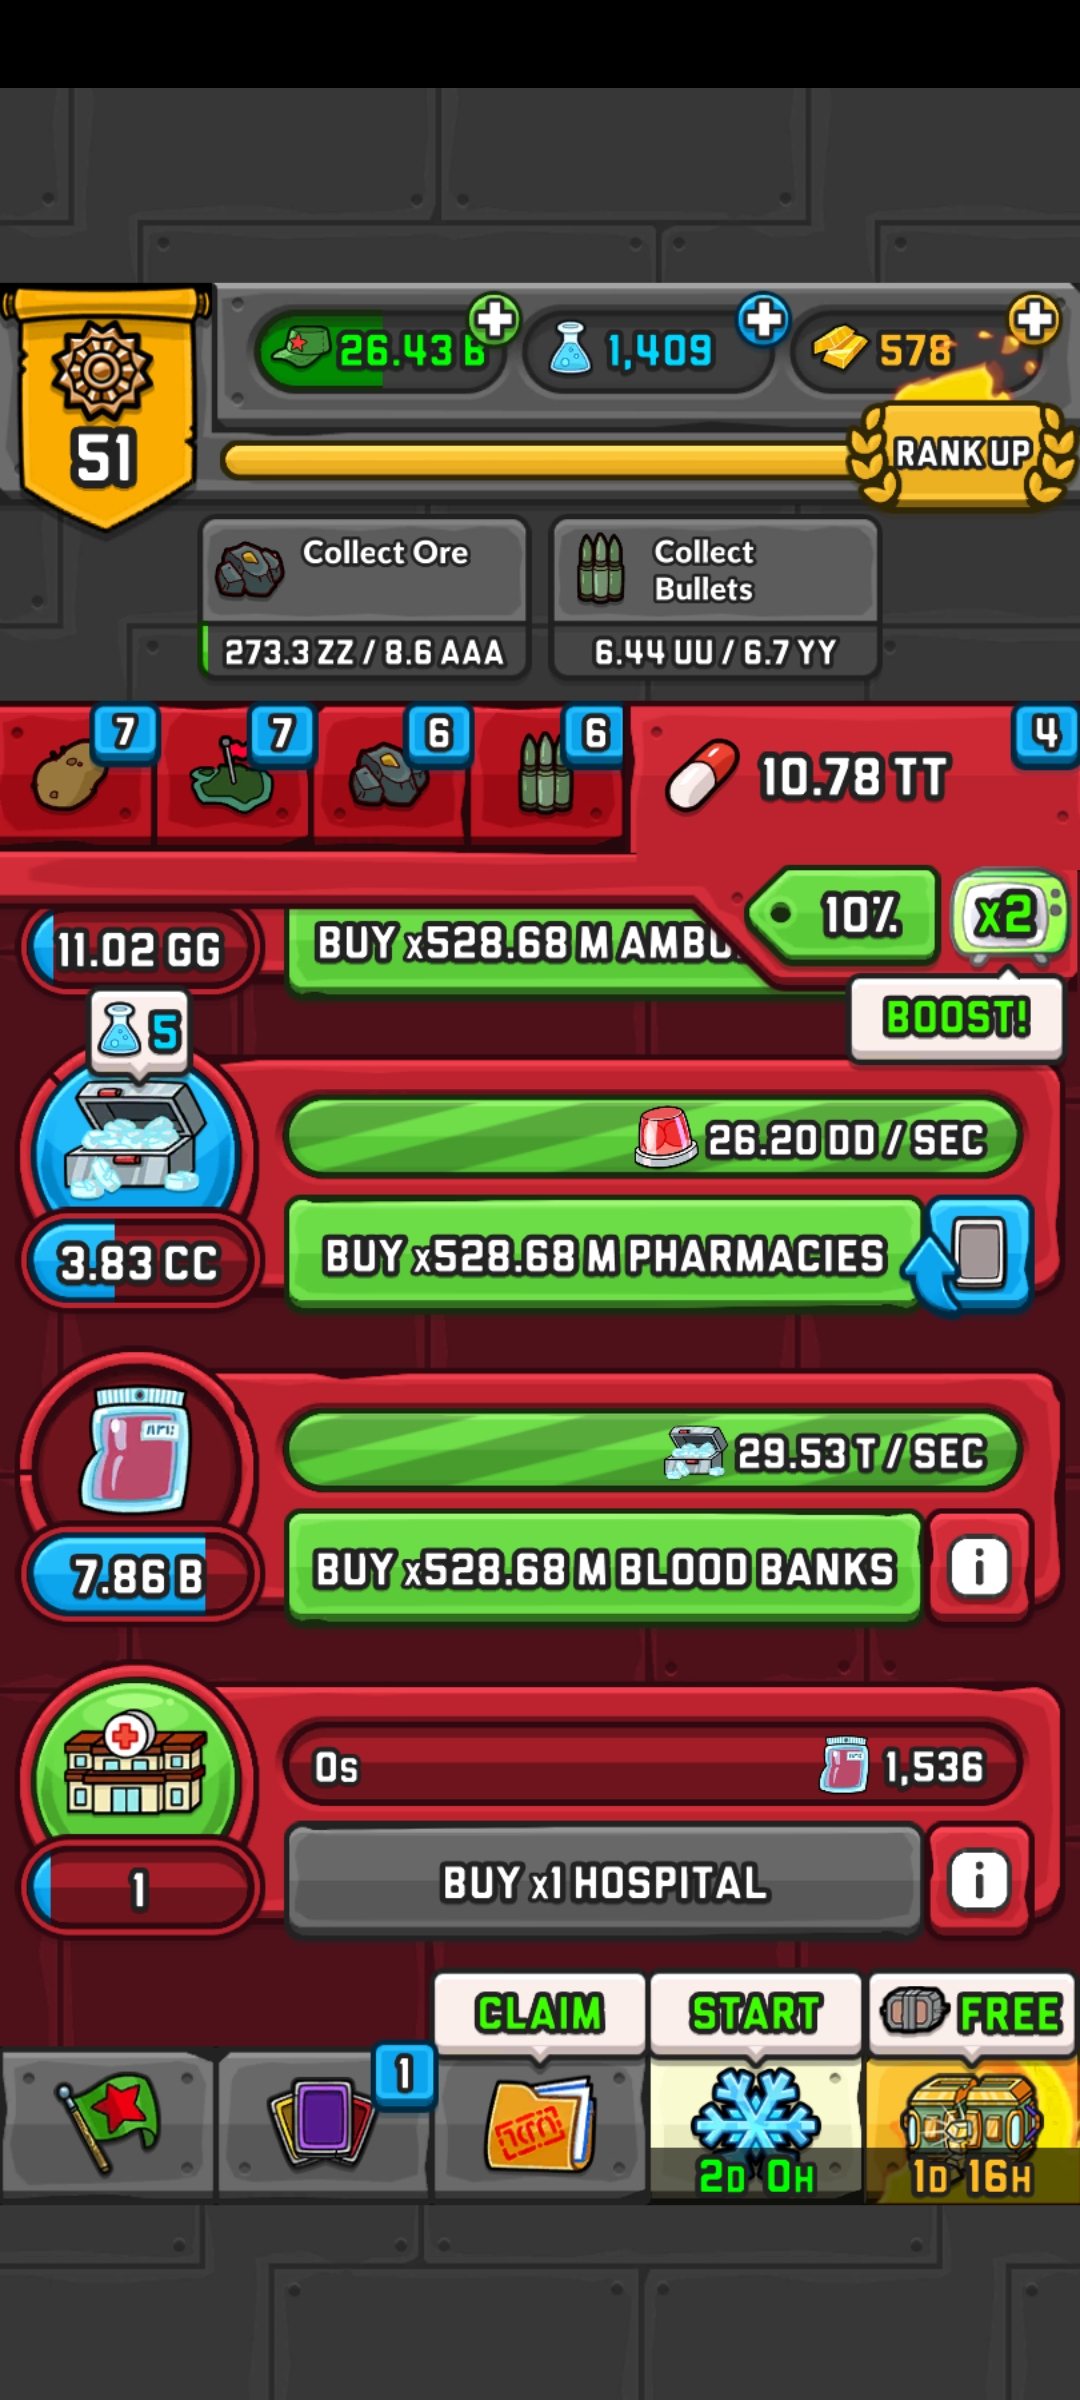 51
26.43 B
1,409
578
RANK UP
Collect Ore
273.3 ZZ / 8.6 AAA
Collect
Bullets
6.44 UU / 6.7 YY
7
7
6
6
10.78 TT
4
10%
x2
11.02 GG
BUY x528.68 M AMBU
BOOST!
5
26.20 DD / SEC
3.83 CC
BUY x528.68 M PHARMACIES
29.53 T / SEC
7.86 B
BUY x528.68 M BLOOD BANKS
i
0s
1,536
1
BUY x1 HOSPITAL
i
CLAIM
START
FREE
1
2D 0H
1D 16H